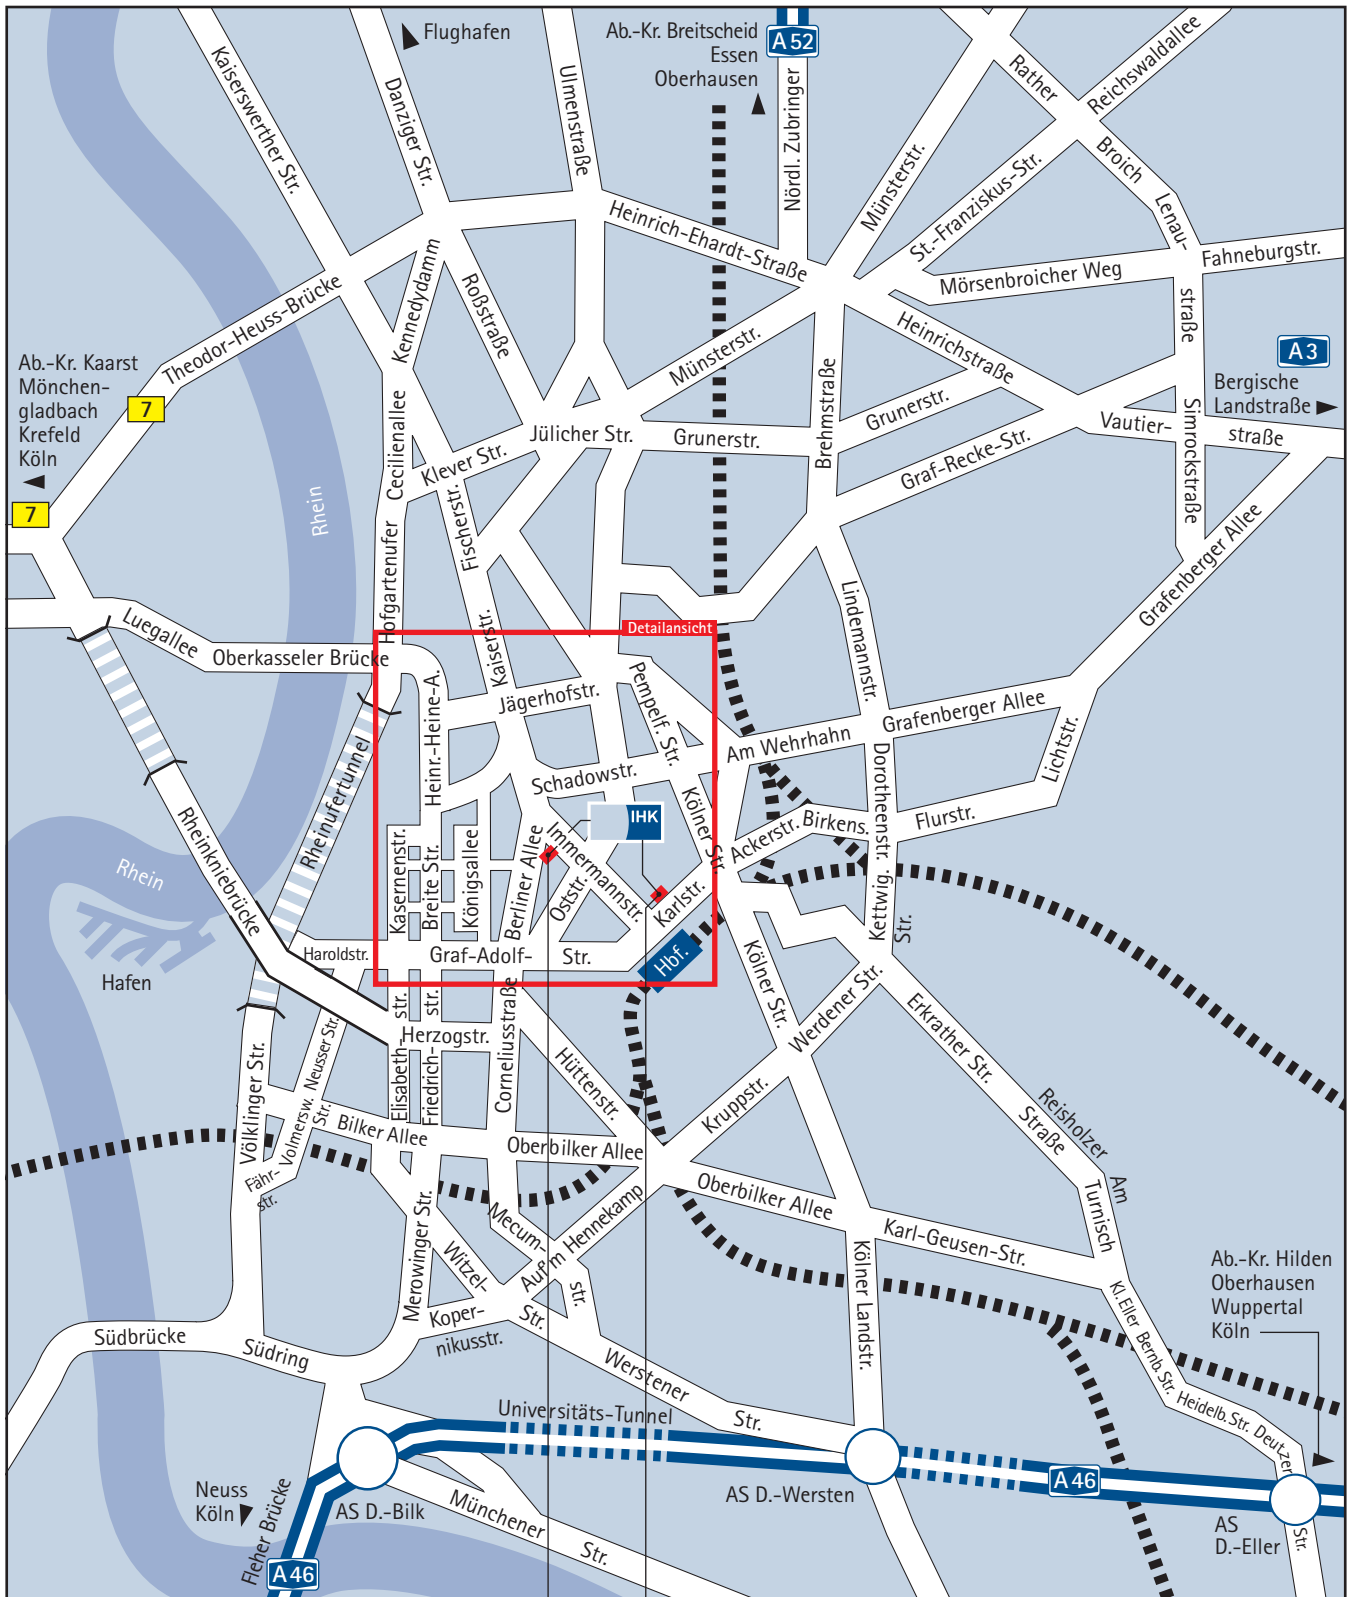 Flughafen
Ab.-Kr. Breitscheid
Essen
Oberhausen
A 52
Kaiserswerther Str.
Danziger Str.
Ulmenstraße
Nördl. Zubringer
Münsterstr.
Rather
Broich
Reichswaldallee
St.-Franziskus-Str.
Lenau-
straße
Fahneburgstr.
Mörsenbroicher Weg
Heinrich-Ehardt-Straße
Theodor-Heuss-Brücke
Kennedydamm
Roßstraße
Münsterstr.
Heinrichstraße
Brehmstraße
A 3
Bergische
Landstraße
Ab.-Kr. Kaarst
Mönchen-
gladbach
Krefeld
Köln
7
7
Cecilienallee
Klever Str.
Jülicher Str.
Grunerstr.
Grunerstr.
Graf-Recke-Str.
Vautier-
straße
Simrockstraße
Grafenberger Allee
Rhein
Fischerstr.
Hofgartenufer
Luegallee
Oberkasseler Brücke
Kaiserstr.
Detailansicht
Lindemannstr.
Heinr.-Heine-A.
Jägerhofstr.
Pempelf. Str.
Am Wehrhahn
Grafenberger Allee
Lichtstr.
Dorotheenstr.
Schadowstr.
Rheinufertunnel
Rheinkniebrücke
IHK
Kölner Str.
Ackerstr.
Birkens.
Flurstr.
Kasernenstr.
Breite Str.
Königsallee
Berliner Allee
Immermannstr.
Oststr.
Karlstr.
Kettwig.
Str.
Rhein
Hafen
Haroldstr.
Graf-Adolf-
Str.
Hbf.
Kölner Str.
Werdener Str.
Erkrather Str.
Elisabeth-
str.
Friedrich-
str.
Herzogstr.
Corneliusstraße
Hüttenstr.
Kruppstr.
Völklinger Str.
Volmersw.
Str.
Neusser Str.
Fähr-
str.
Bilker Allee
Oberbilker Allee
Oberbilker Allee
Reisholzer
Straße
Am
Turnisch
Karl-Geusen-Str.
Kölner Landstr.
Merowinger Str.
Mecum-
str.
Auf'm Hennekamp
Witzel-
Str.
Koper-
nikusstr.
Werstener
Str.
Kl. Eller
Bernb. Str.
Heidelb. Str.
Deutzer
Str.
Ab.-Kr. Hilden
Oberhausen
Wuppertal
Köln
Südbrücke
Südring
Universitäts-Tunnel
AS D.-Wersten
A 46
AS
D.-Eller
Neuss
Köln
Fleher Brücke
AS D.-Bilk
Münchener
Str.
A 46